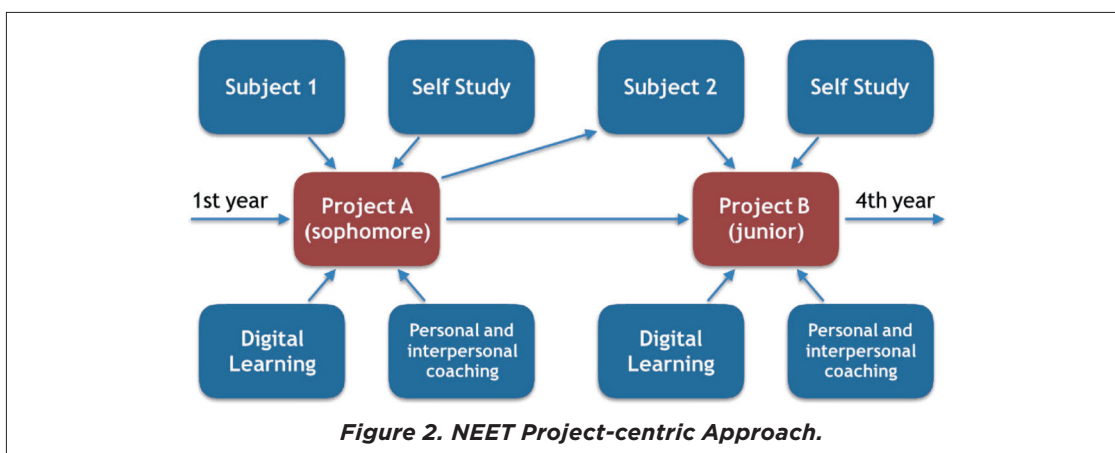 Subject 1
Self Study
Subject 2
Self Study
1st year
Project A
(sophomore)
Project B
(junior)
4th year
Digital
Learning
Personal and
interpersonal
coaching
Digital
Learning
Personal and
interpersonal
coaching
Figure 2. NEET Project-centric Approach.